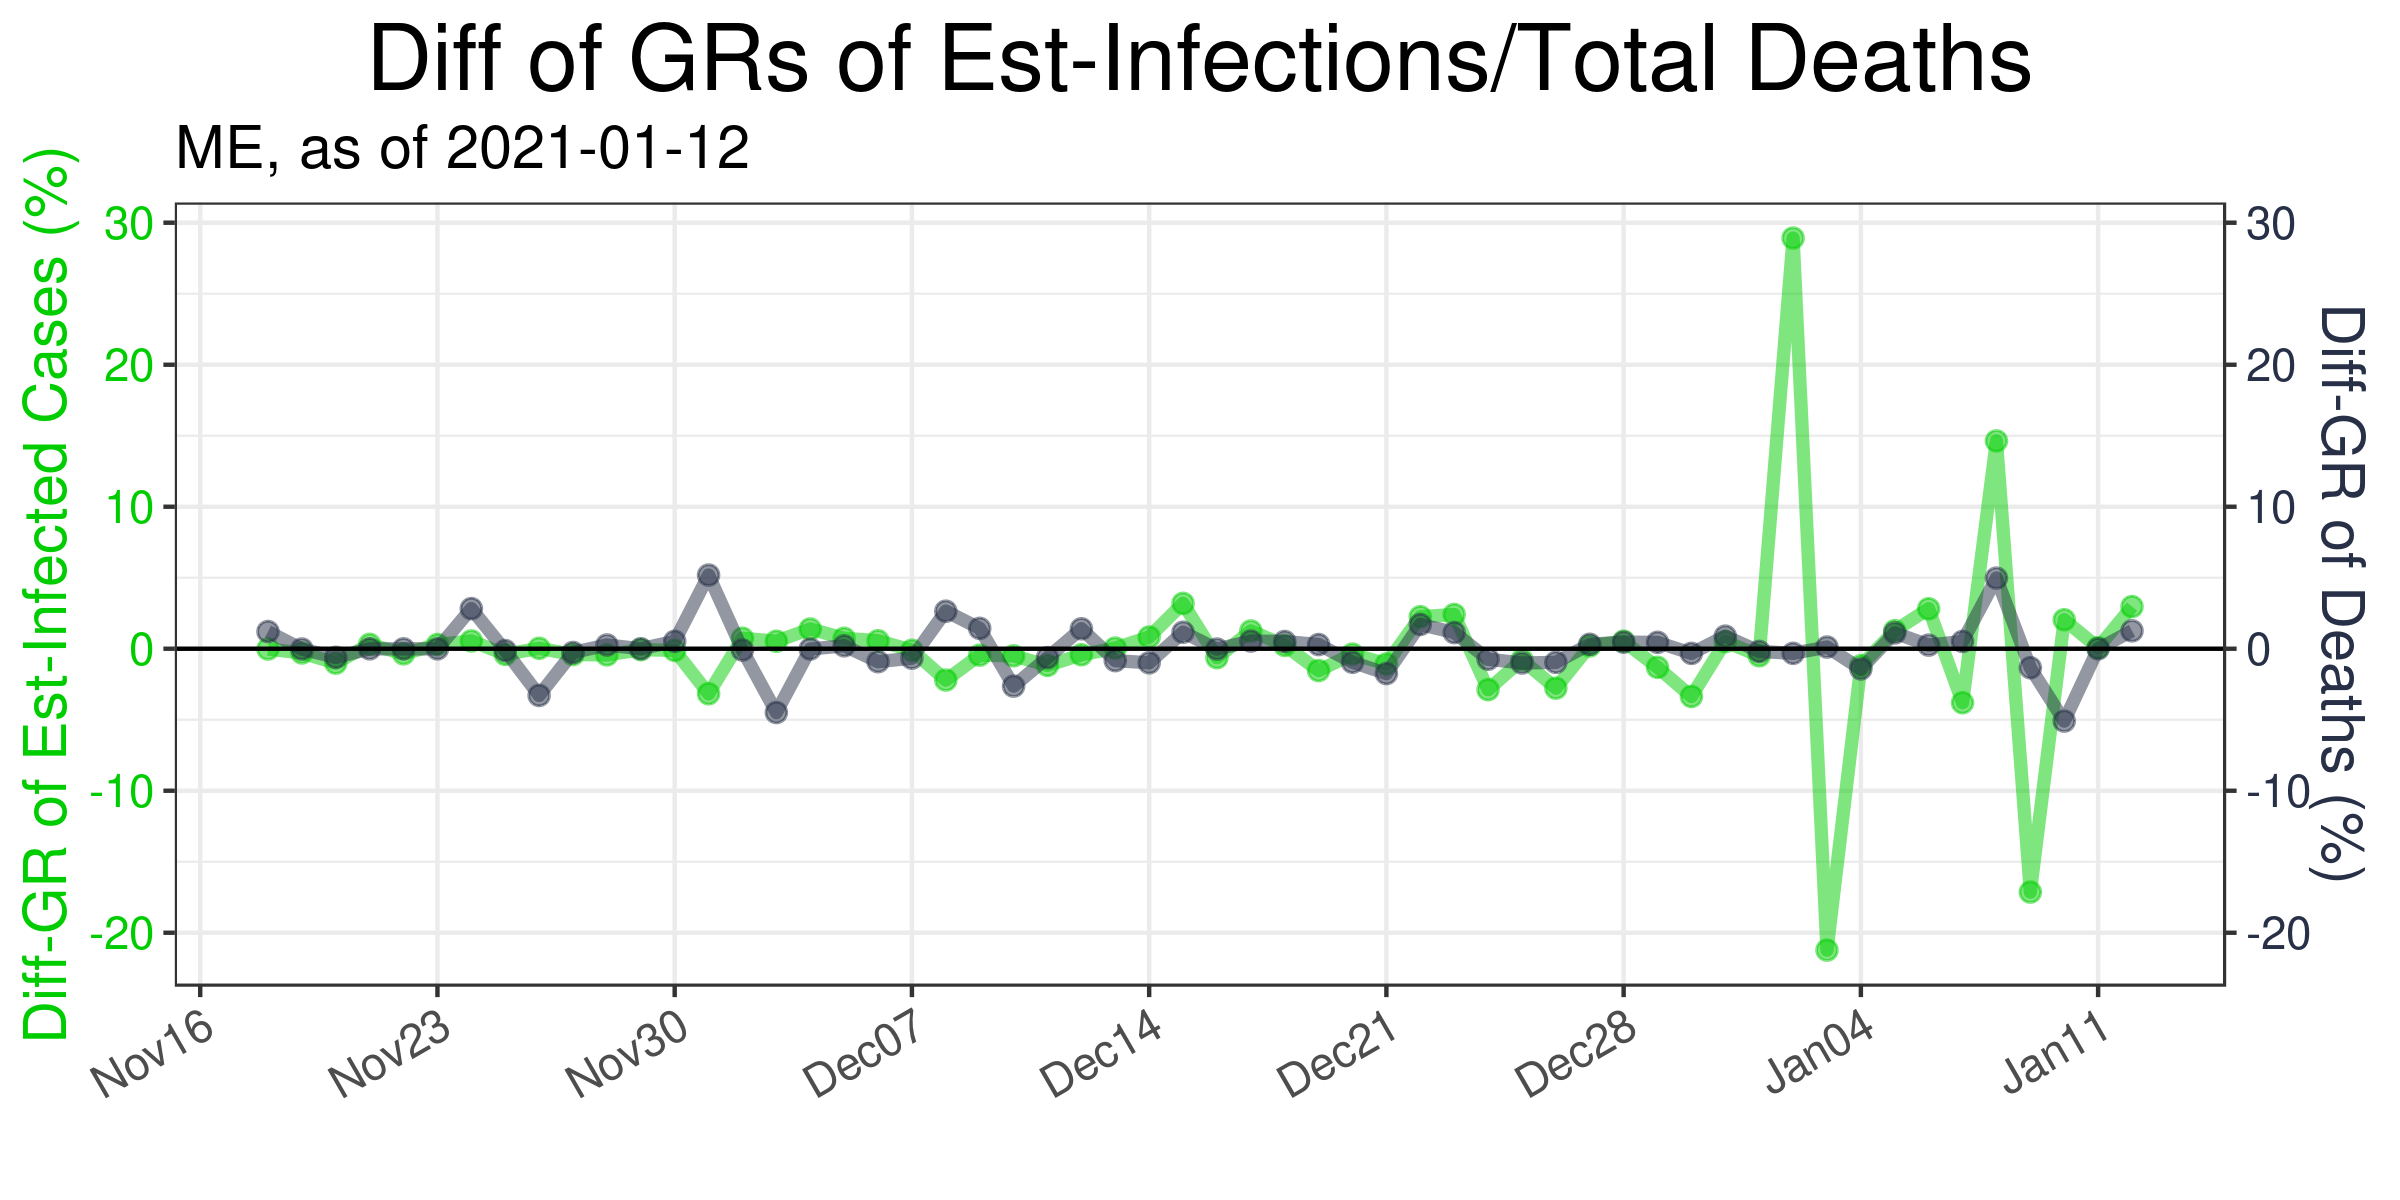 Diff of GRs of Est-Infections/Total Deaths
ME, as of 2021-01-12
Diff-GR of Est-Infected Cases (%)
30
20
10
0
-10
-20
30
20
10
0
-10
-20
Diff-GR of Deaths (%)
Nov16
Nov23
Nov30
Dec07
Dec14
Dec21
Dec28
Jan04
Jan11